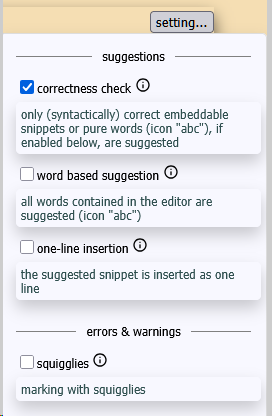 setting...
suggestions
correctness check
only (syntactically) correct embeddable
snippets or pure words (icon "abc"), if
enabled below, are suggested
word based suggestion
all words contained in the editor are
suggested (icon "abc")
one-line insertion
the suggested snippet is inserted as one
line
errors & warnings
squigglies
marking with squigglies